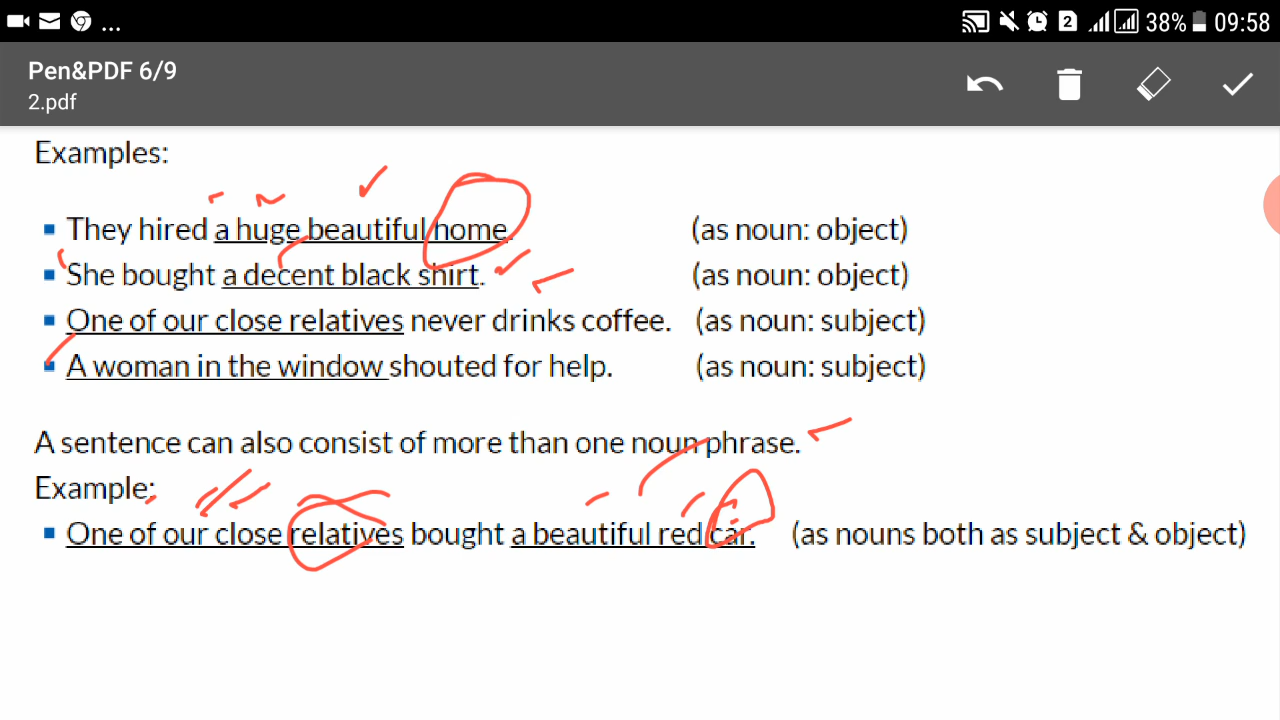 ... 2 38% 09:58
Pen&PDF 6/9
2.pdf
Examples:
They hired a huge beautiful home. (as noun: object)
She bought a decent black shirt. (as noun: object)
One of our close relatives never drinks coffee. (as noun: subject)
A woman in the window shouted for help. (as noun: subject)
A sentence can also consist of more than one noun phrase.
Example:
One of our close relatives bought a beautiful red car. (as nouns both as subject & object)